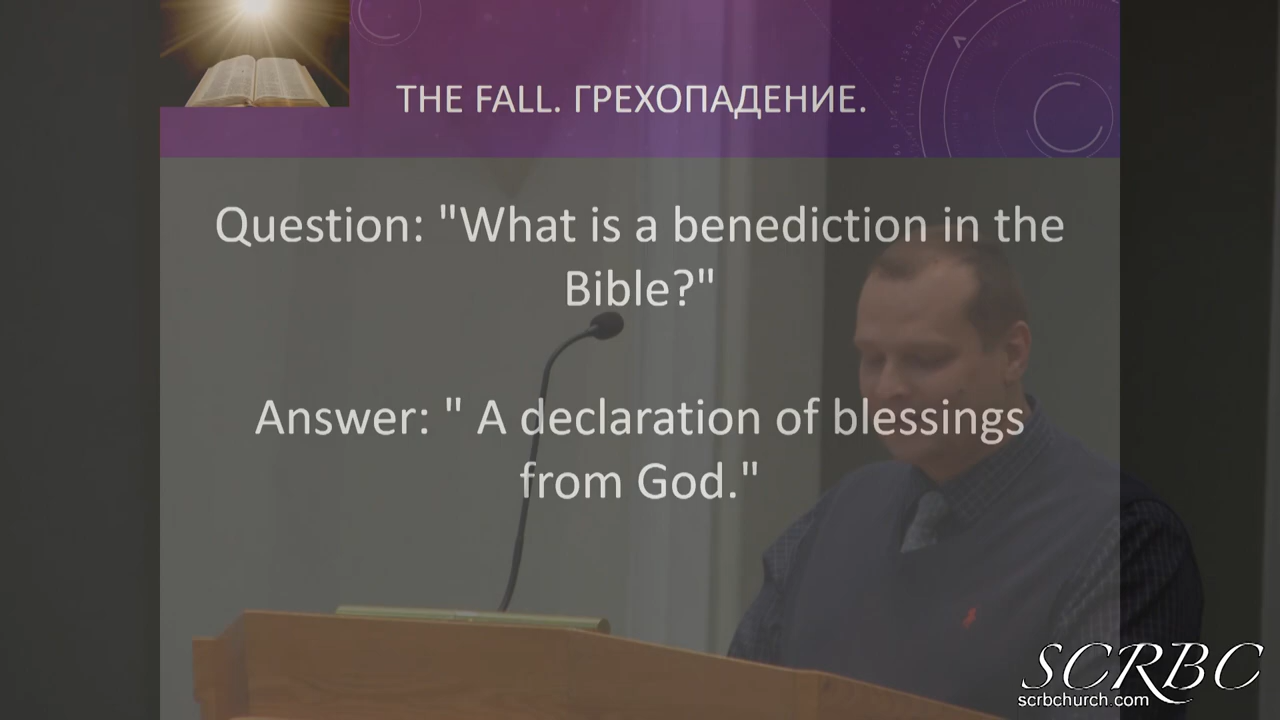 THE FALL. ГРЕХОПАДЕНИЕ.
Question: "What is a benediction in the
Bible?"
Answer: " A declaration of blessings
from God."
SCRBC
scrbchurch.com